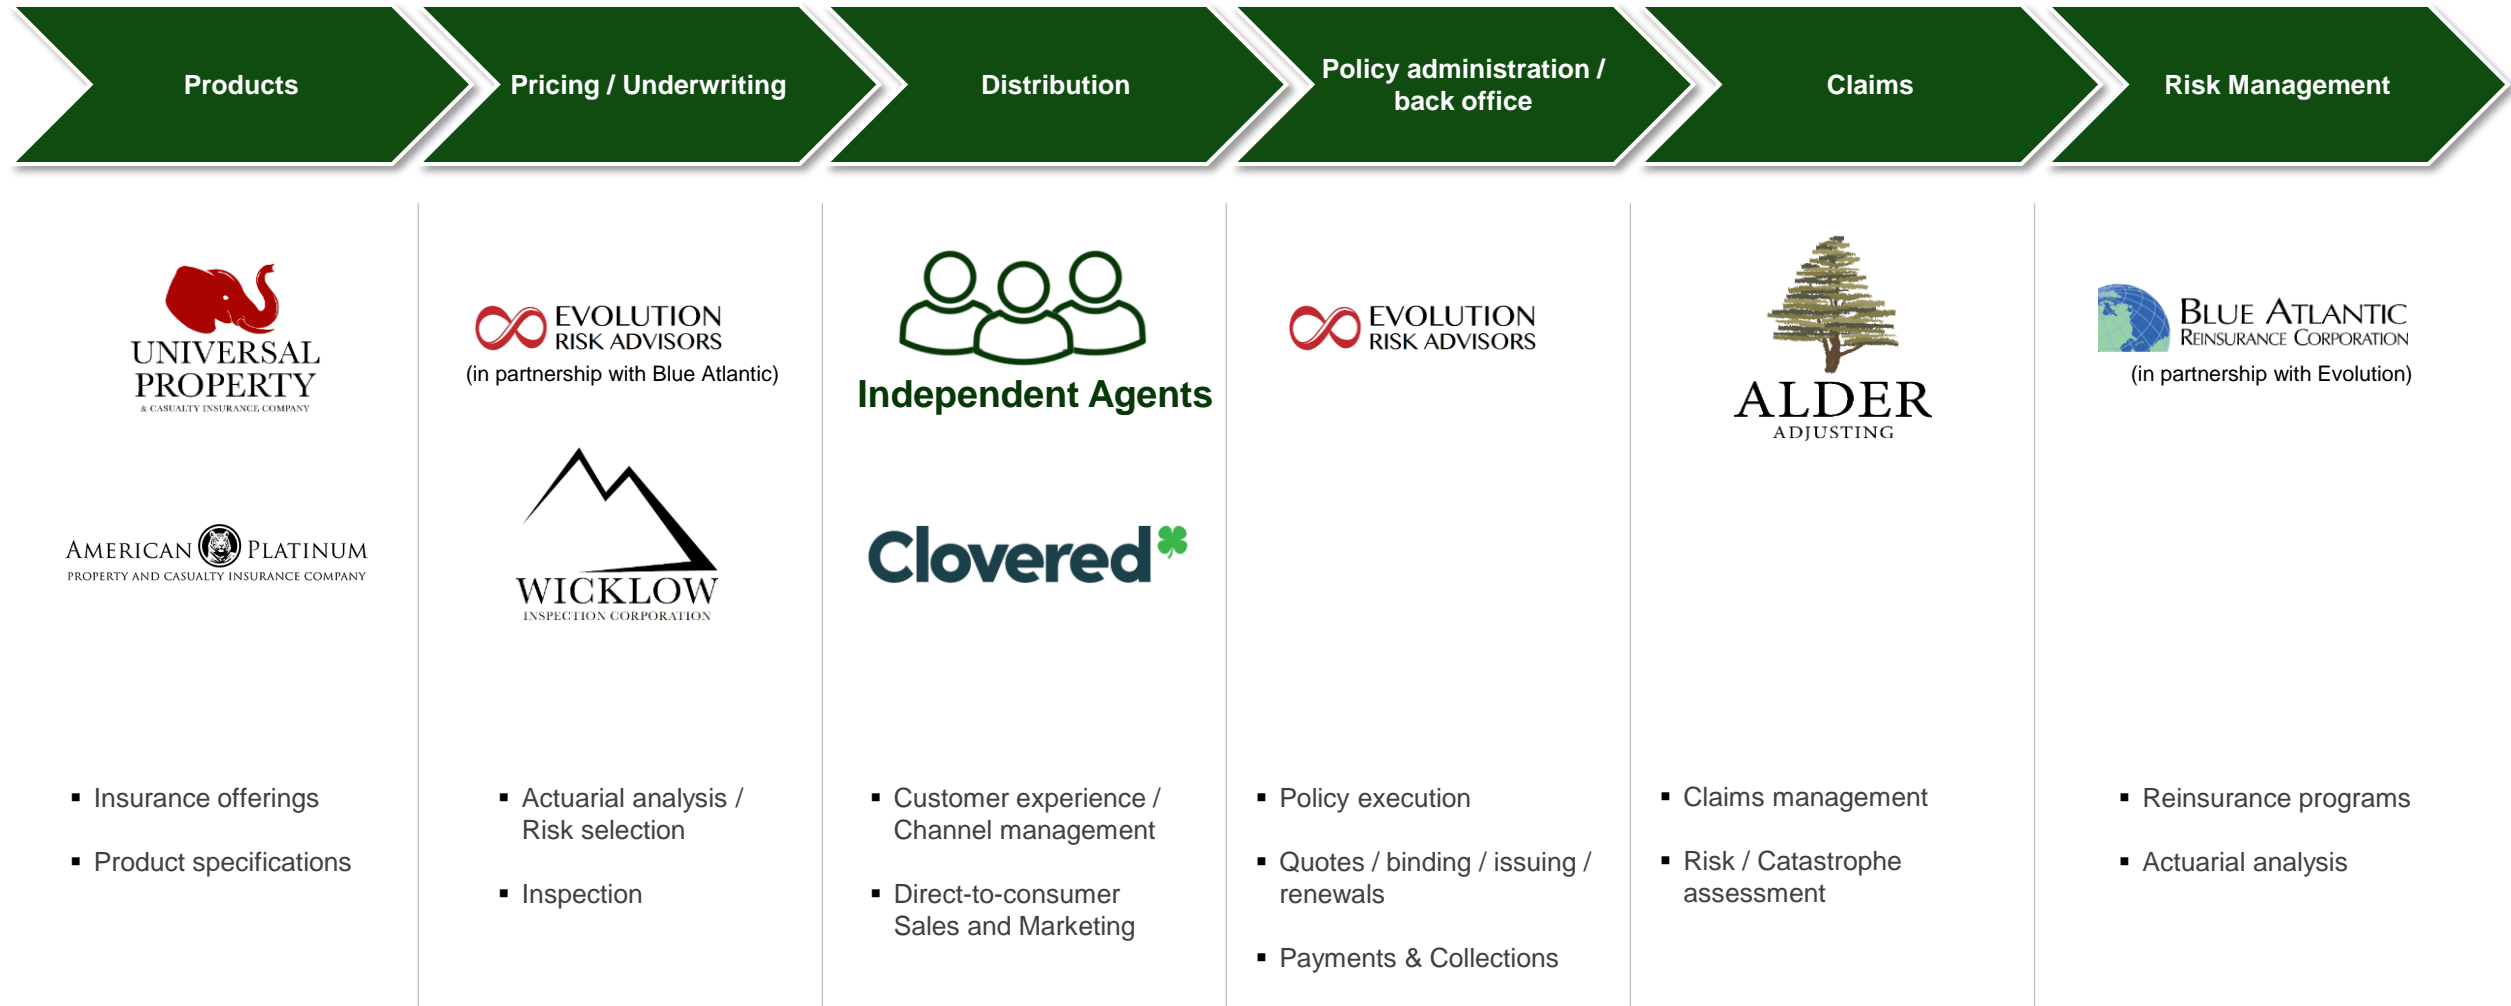 Products
Pricing / Underwriting
Distribution
Policy administration /
back office
Claims
Risk Management
UNIVERSAL
PROPERTY
& CASUALTY INSURANCE COMPANY
AMERICAN PLATINUM
PROPERTY AND CASUALTY INSURANCE COMPANY
▪ Insurance offerings
▪ Product specifications
EVOLUTION
RISK ADVISORS
(in partnership with Blue Atlantic)
WICKLOW
INSPECTION CORPORATION
▪ Actuarial analysis /
Risk selection
▪ Inspection
Independent Agents
Clovered
▪ Customer experience /
Channel management
▪ Direct-to-consumer
Sales and Marketing
EVOLUTION
RISK ADVISORS
▪ Policy execution
▪ Quotes / binding / issuing /
renewals
▪ Payments & Collections
ALDER
ADJUSTING
▪ Claims management
▪ Risk / Catastrophe
assessment
BLUE ATLANTIC
REINSURANCE CORPORATION
(in partnership with Evolution)
▪ Reinsurance programs
▪ Actuarial analysis